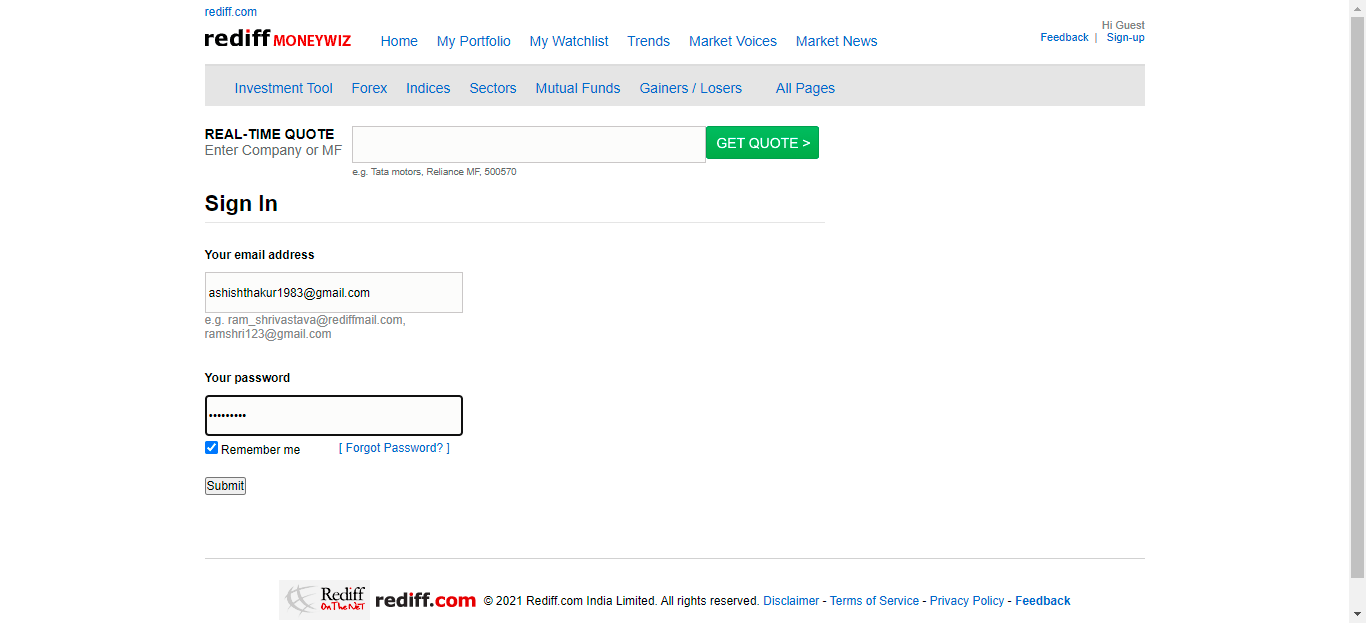 rediff.com
Hi Guest
rediff MONEYWIZ Home My Portfolio My Watchlist Trends Market Voices Market News Feedback | Sign-up
Investment Tool Forex Indices Sectors Mutual Funds Gainers / Losers All Pages
REAL-TIME QUOTE
Enter Company or MF
GET QUOTE >
e.g. Tata motors, Reliance MF, 500570
Sign In
Your email address
ashishthakur1983@gmail.com
e.g. ram_shrivastava@rediffmail.com,
ramshri123@gmail.com
Your password
•••••••••
Remember me [ Forgot Password? ]
Submit
Rediff
On The NeT
rediff.com © 2021 Rediff.com India Limited. All rights reserved. Disclaimer - Terms of Service - Privacy Policy - Feedback